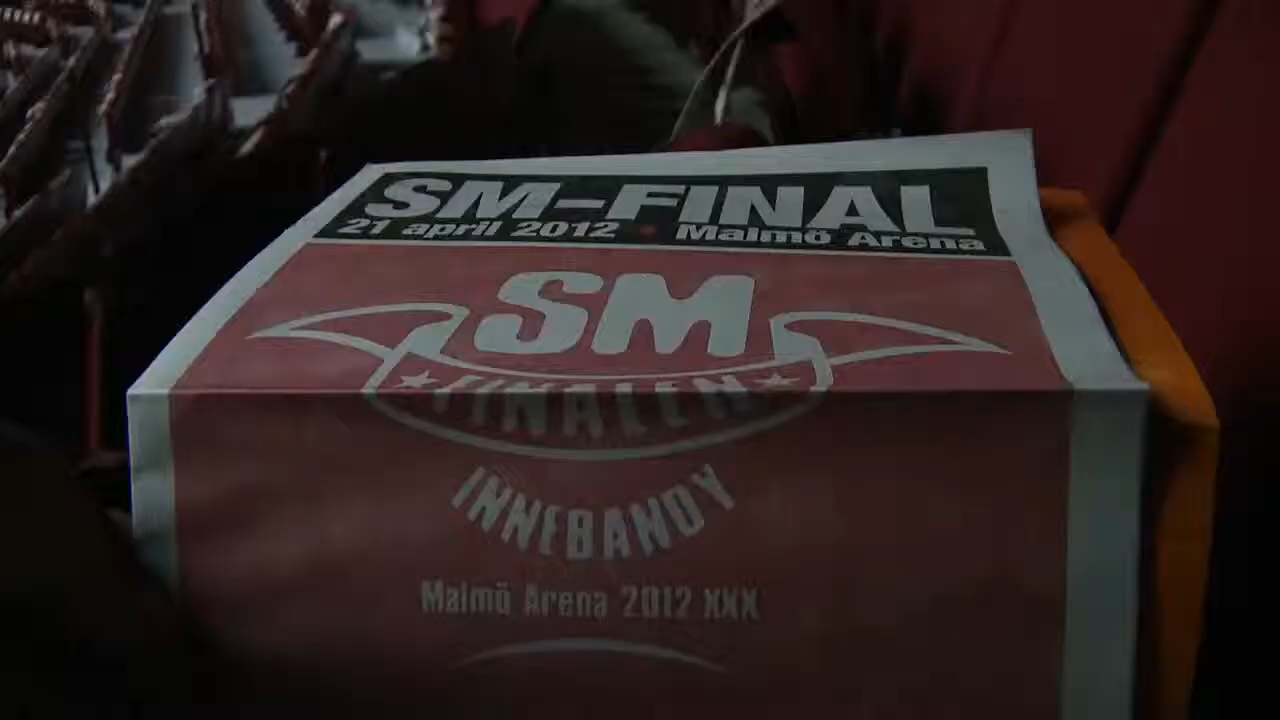 SM-FINAL
21 april 2012 • Malmö Arena
SM
FINALEN
INNEBANDY
Malmö Arena 2012 XXX